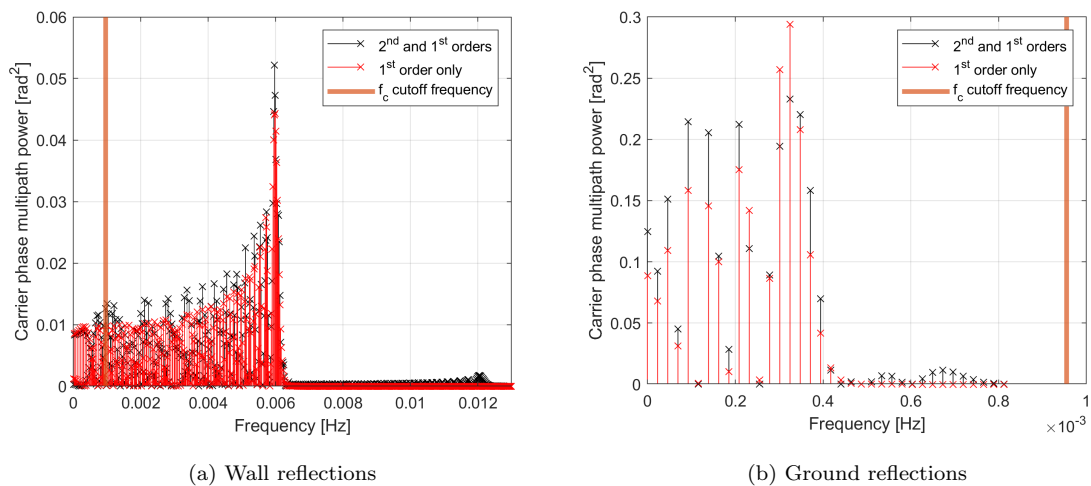 0.06
0.05
0.04
0.03
0.02
0.01
0
Carrier phase multipath power [rad²]
2nd and 1st orders
1st order only
f_c cutoff frequency
0
0.002
0.004
0.006
0.008
0.01
0.012
Frequency [Hz]
(a) Wall reflections
0.3
0.25
0.2
0.15
0.1
0.05
0
Carrier phase multipath power [rad²]
2nd and 1st orders
1st order only
f_c cutoff frequency
0
0.2
0.4
0.6
0.8
1
×10⁻³
Frequency [Hz]
(b) Ground reflections